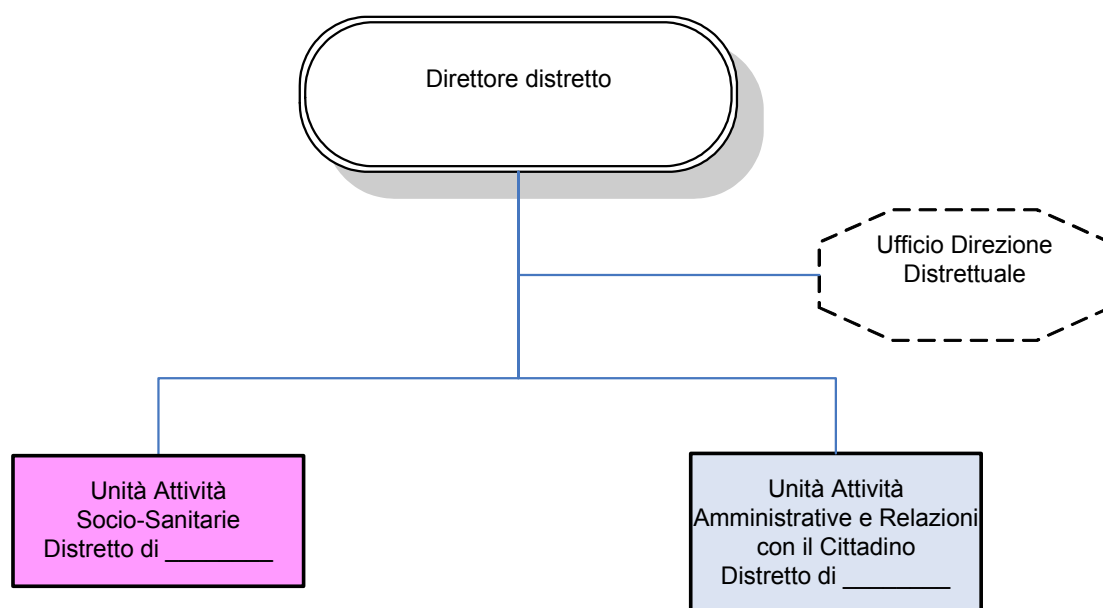 Direttore distretto
Ufficio Direzione
Distrettuale
Unità Attività
Socio-Sanitarie
Distretto di ________
Unità Attività
Amministrative e Relazioni
con il Cittadino
Distretto di ________